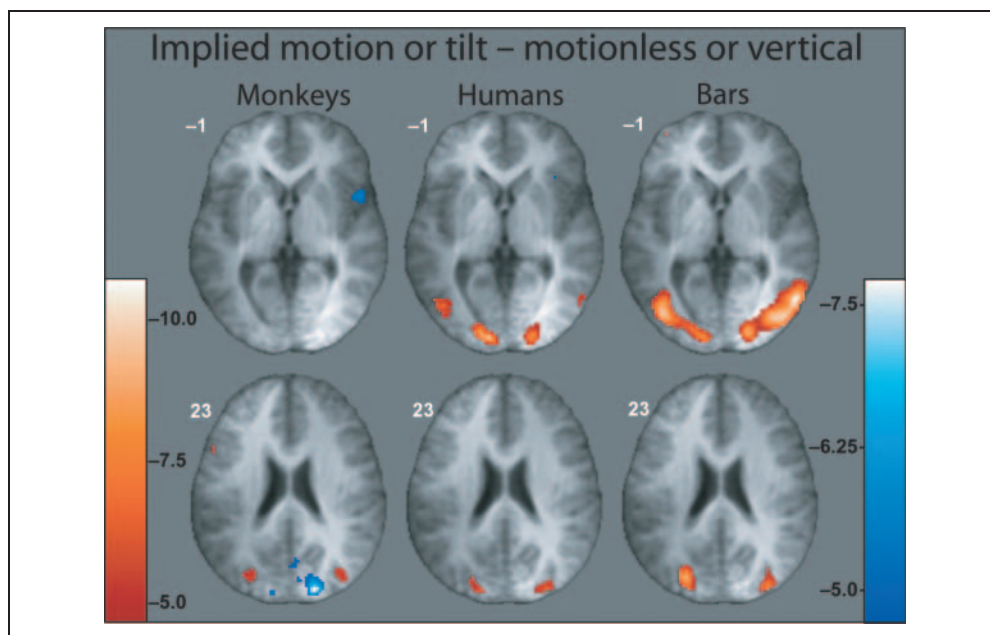 Implied motion or tilt – motionless or vertical
Monkeys Humans Bars
–1 –1 –1
–10.0 –7.5
23 23 23
–7.5 –6.25
–5.0 –5.0